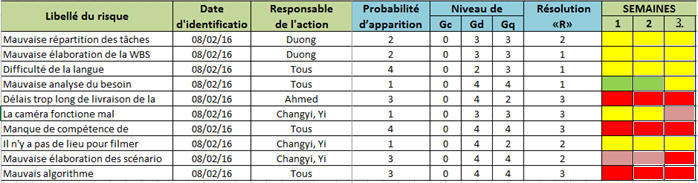 Libellé du risque Date d'identificatio Responsable de l'action Probabilité d'apparition Niveau de Résolution «R» SEMAINES
Gc Gd Gq 1 2 3.
Mauvaise répartition des tâches 08/02/16 Duong 2 0 3 3 2
Mauvaise élaboration de la WBS 08/02/16 Duong 2 0 3 3 1
Difficulté de la langue 08/02/16 Tous 4 0 2 3 1
Mauvaise analyse du besoin 08/02/16 Tous 1 0 4 4 1
Délais trop long de livraison de la 08/02/16 Ahmed 3 0 4 2 3
La caméra fonctione mal 08/02/16 Changyi, Yi 1 0 3 3 3
Manque de compétence de 08/02/16 Tous 4 0 4 4 3
Il n'y a pas de lieu pour filmer 08/02/16 Changyi, Yi 1 0 4 2 2
Mauvaise élaboration des scénario 08/02/16 Changyi, Yi 3 0 4 4 2
Mauvais algorithme 08/02/16 Tous 3 0 4 4 3